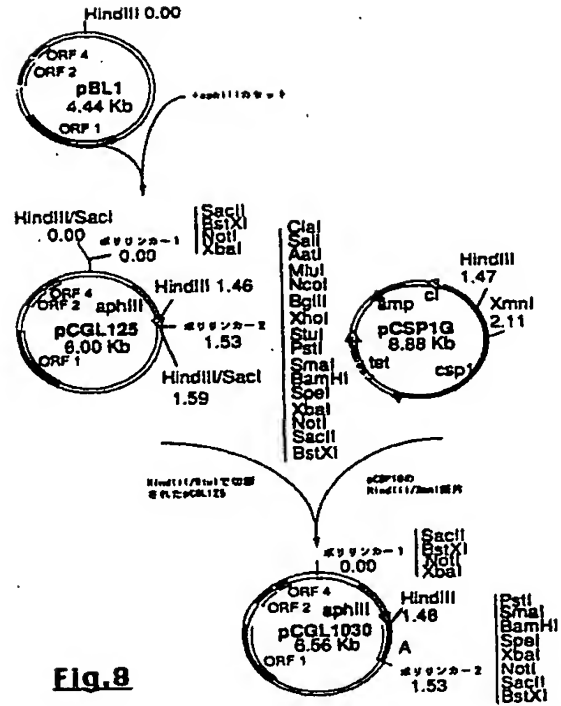 HindIII 0.00
ORF 4
ORF 2
pBL1
4.44 Kb
ORF 1
+aphIIIカセット
HindIII/SacI
0.00
ポリリンカー1
0.00
SacII
BstXI
NotI
XbaI
ORF 4
ORF 2
aphIII
pCGL125
6.00 Kb
ORF 1
HindIII 1.46
ポリリンカー2
1.53
HindIII/SacI
1.59
ClaI
SalI
AatI
MluI
NcoI
BglII
XhoI
StuI
PstI
SmaI
BamHI
SpeI
XbaI
NotI
SacII
BstXI
HindIII
1.47
XmnI
2.11
amp
cI
pCSP1G
8.88 Kb
tet
csp1
HindIII/StuIで切断
されたpCGL125
pCSP1Gの
HindIII/XmnI断片
ポリリンカー1
0.00
SacII
BstXI
NotI
XbaI
ORF 4
ORF 2
aphIII
pCGL1030
6.56 Kb
ORF 1
HindIII
1.46
A
ポリリンカー2
1.53
PstI
SmaI
BamHI
SpeI
XbaI
NotI
SacII
BstXI
Fig.8